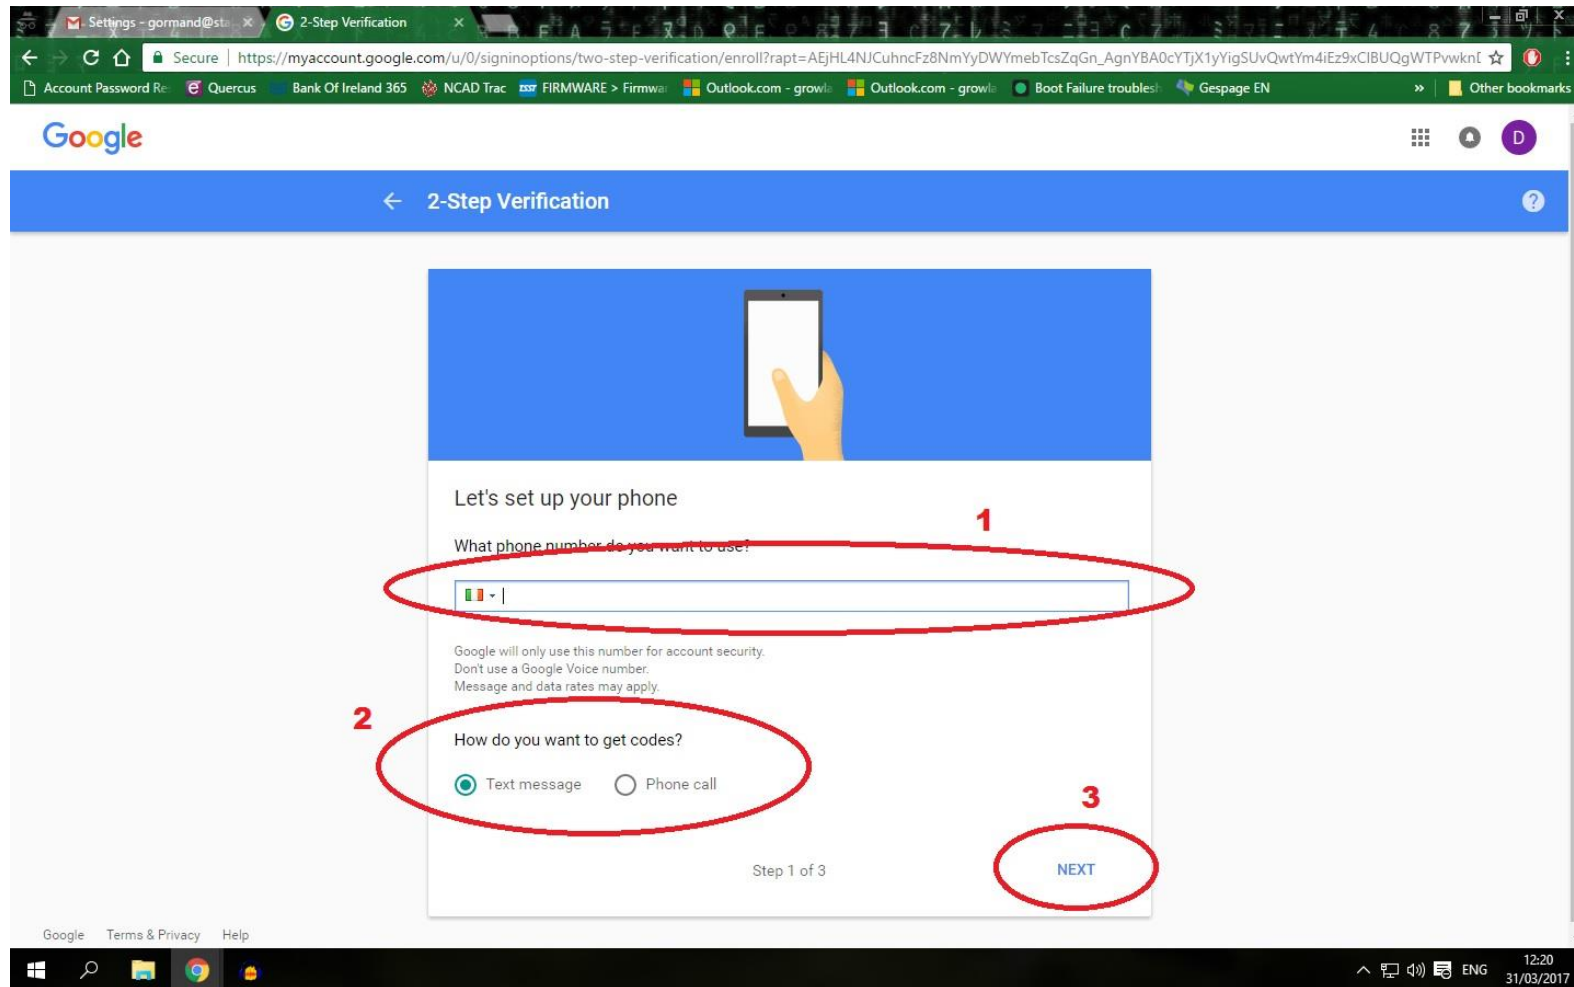 Settings - gormand@sta
2-Step Verification
Secure
https://myaccount.google.com/u/0/signinoptions/two-step-verification/enroll?rapt=AEjHL4NJCuhncFz8NmYyDWYmebTcsZqGn_AgnYBA0cYTjX1yYigSUvQwtYm4iEz9xCIBUQgWTPvwkn
Account Password Re
Quercus
Bank Of Ireland 365
NCAD Trac
FIRMWARE > Firmwar
Outlook.com - growla
Outlook.com - growla
Boot Failure troublesh
Gespage EN
»
Other bookmarks
Google
D
2-Step Verification
?
Let's set up your phone
1
What phone number do you want to use?
Google will only use this number for account security.
Don't use a Google Voice number.
Message and data rates may apply.
2
How do you want to get codes?
Text message
Phone call
3
Step 1 of 3
NEXT
Google Terms & Privacy Help
ENG
12:20
31/03/2017